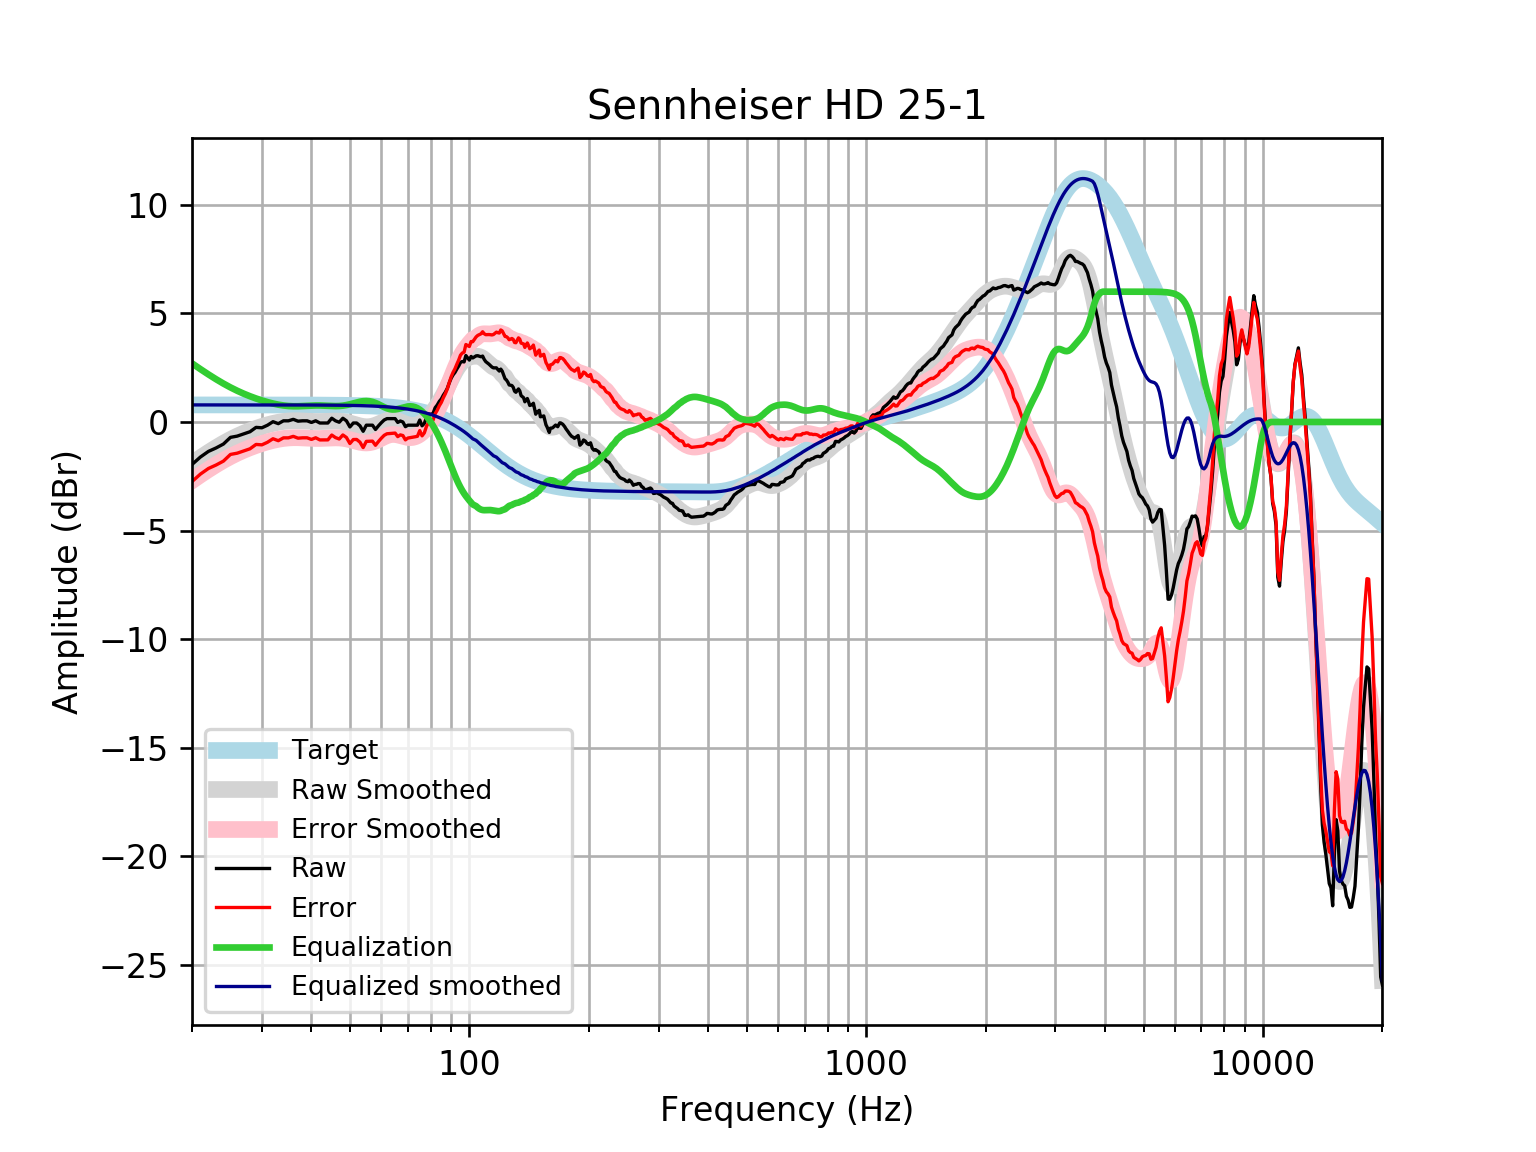 Sennheiser HD 25-1
10
5
0
−5
−10
−15
−20
−25
Amplitude (dBr)
Target
Raw Smoothed
Error Smoothed
Raw
Error
Equalization
Equalized smoothed
100
1000
10000
Frequency (Hz)